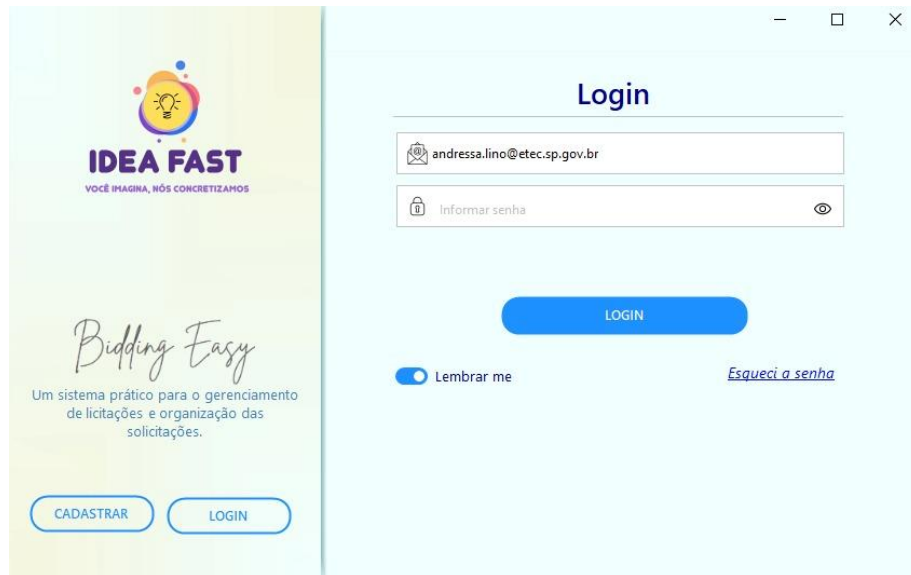 IDEA FAST
VOCÊ IMAGINA, NÓS CONCRETIZAMOS
Bidding Easy
Um sistema prático para o gerenciamento
de licitações e organização das
solicitações.
CADASTRAR
LOGIN
Login
andressa.lino@etec.sp.gov.br
Informar senha
LOGIN
Lembrar me
Esqueci a senha